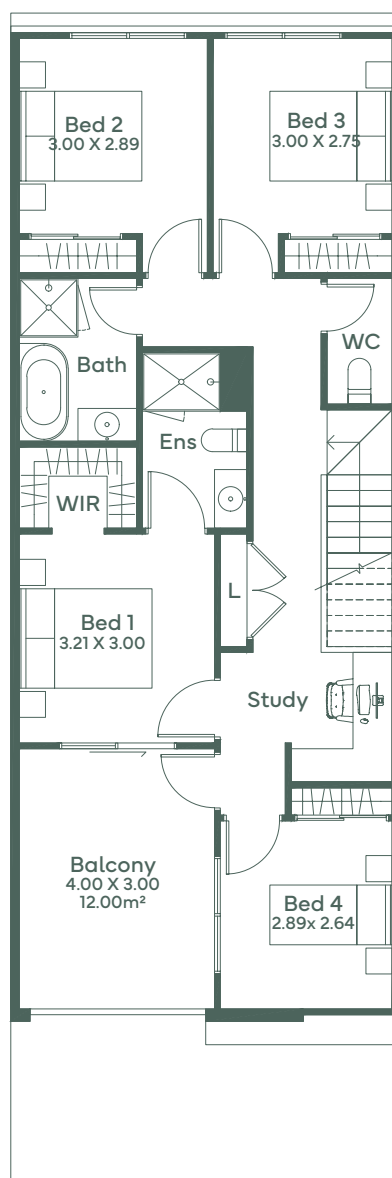 Bed 2
3.00 X 2.89
Bed 3
3.00 X 2.75
Bath
WC
Ens
WIR
L
Bed 1
3.21 X 3.00
Study
Balcony
4.00 X 3.00
12.00m²
Bed 4
2.89x 2.64